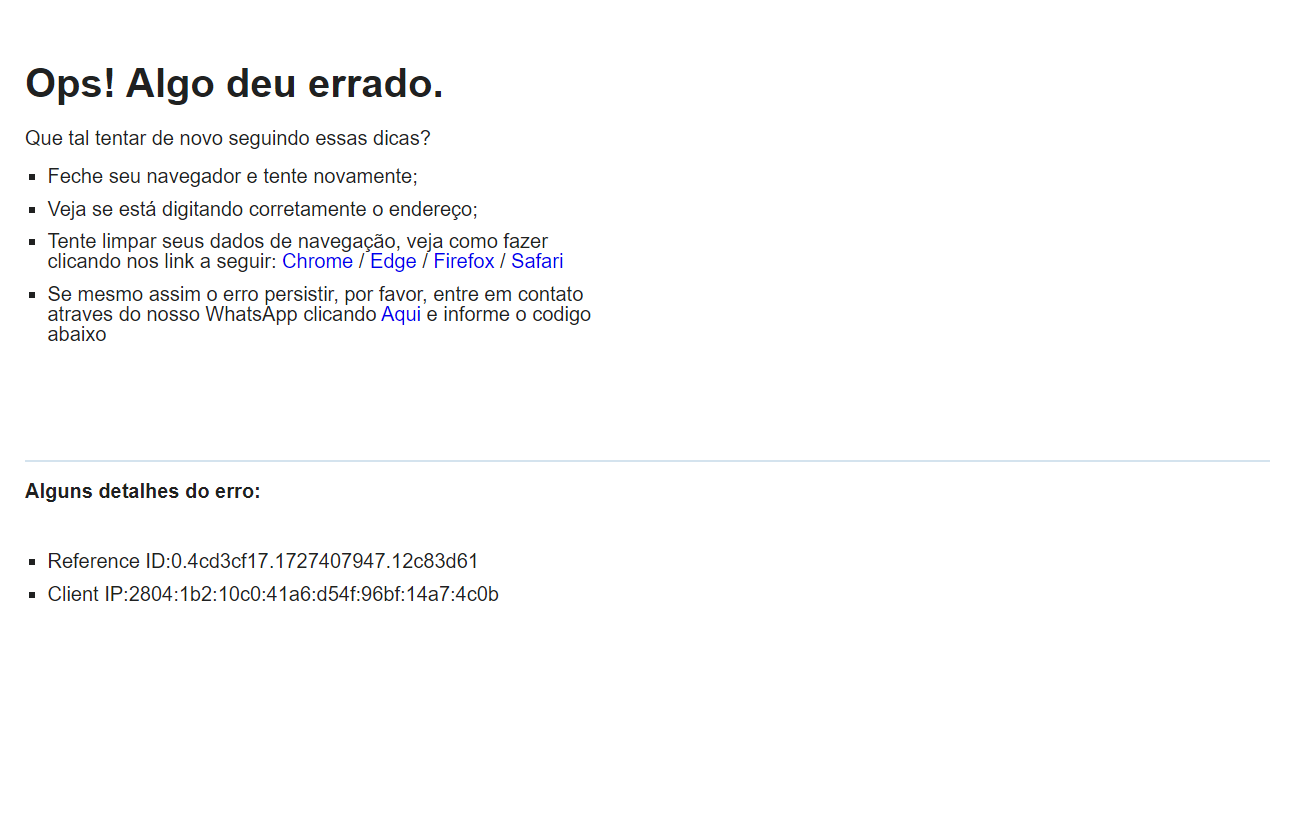 Ops! Algo deu errado.
Que tal tentar de novo seguindo essas dicas?
Feche seu navegador e tente novamente;
Veja se está digitando corretamente o endereço;
Tente limpar seus dados de navegação, veja como fazer
clicando nos link a seguir: Chrome / Edge / Firefox / Safari
Se mesmo assim o erro persistir, por favor, entre em contato
atraves do nosso WhatsApp clicando Aqui e informe o codigo
abaixo
Alguns detalhes do erro:
Reference ID:0.4cd3cf17.1727407947.12c83d61
Client IP:2804:1b2:10c0:41a6:d54f:96bf:14a7:4c0b